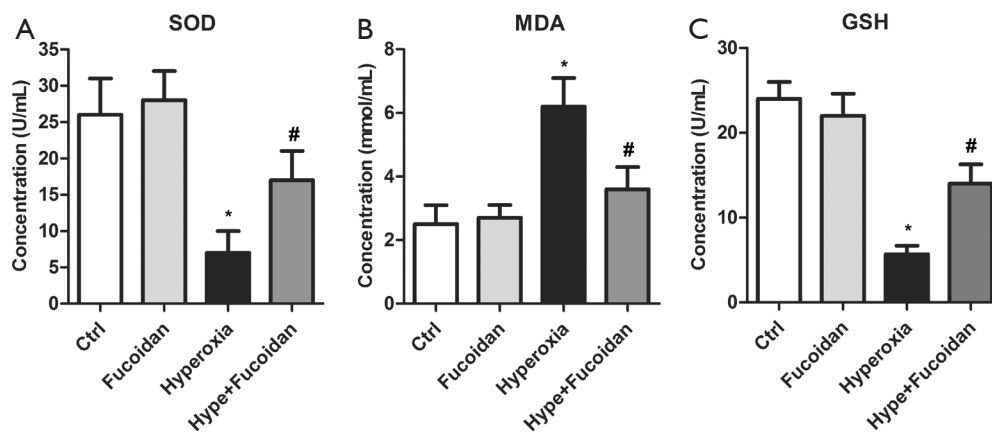 A
SOD
Concentration (U/mL)
35
30
25
20
15
10
5
0
*
#
Ctrl
Fucoidan
Hyperoxia
Hype+Fucoidan
B
MDA
Concentration (mmol/mL)
8
6
4
2
0
*
#
Ctrl
Fucoidan
Hyperoxia
Hype+Fucoidan
C
GSH
Concentration (U/mL)
30
20
10
0
*
#
Ctrl
Fucoidan
Hyperoxia
Hype+Fucoidan